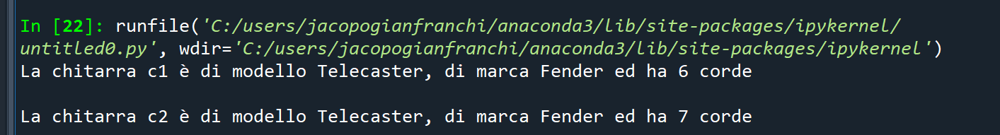 In [22]: runfile('C:/users/jacopogianfranchi/anaconda3/lib/site-packages/ipykernel/
untitled0.py', wdir='C:/users/jacopogianfranchi/anaconda3/lib/site-packages/ipykernel')
La chitarra c1 è di modello Telecaster, di marca Fender ed ha 6 corde
La chitarra c2 è di modello Telecaster, di marca Fender ed ha 7 corde